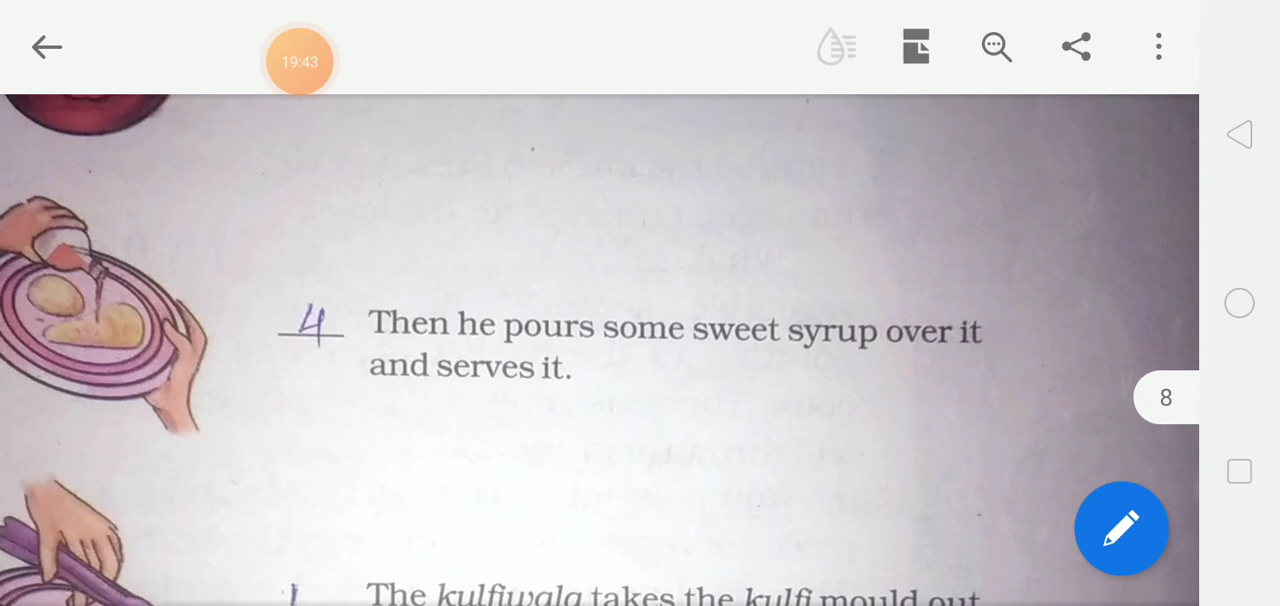 19:43
4 Then he pours some sweet syrup over it
and serves it.
8
1 The kulfiwala takes the kulfi mould out